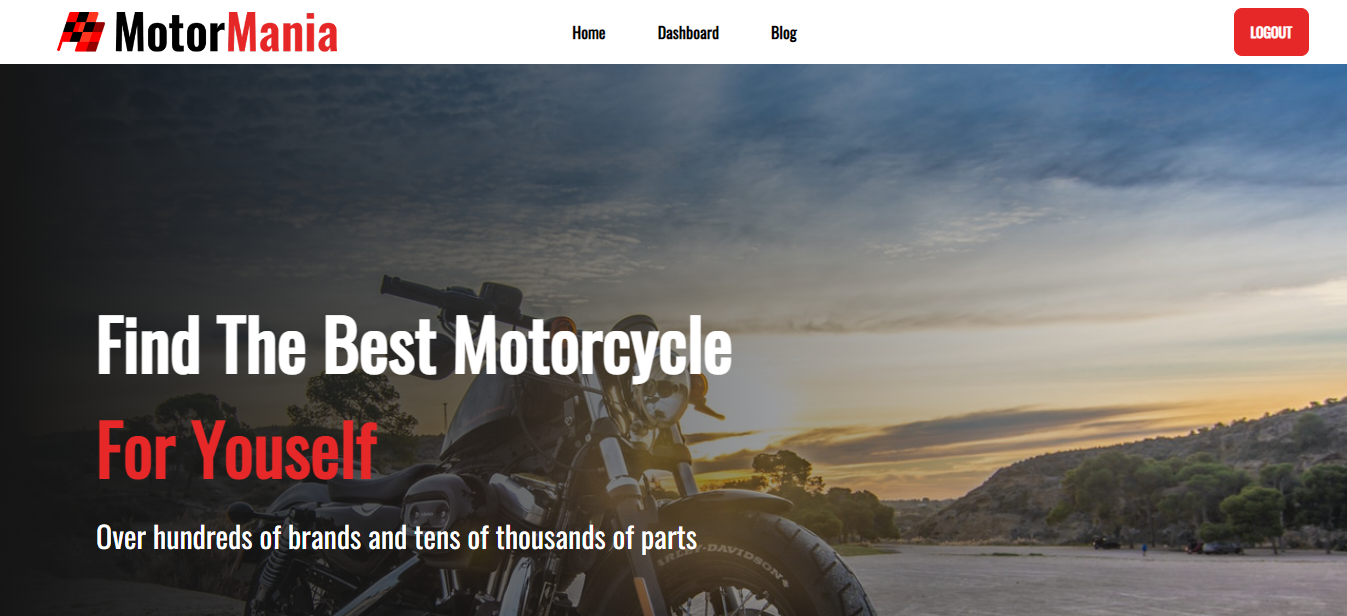 MotorMania
Home
Dashboard
Blog
LOGOUT
Find The Best Motorcycle
For Youself
Over hundreds of brands and tens of thousands of parts
HARLEY-DAVIDSON